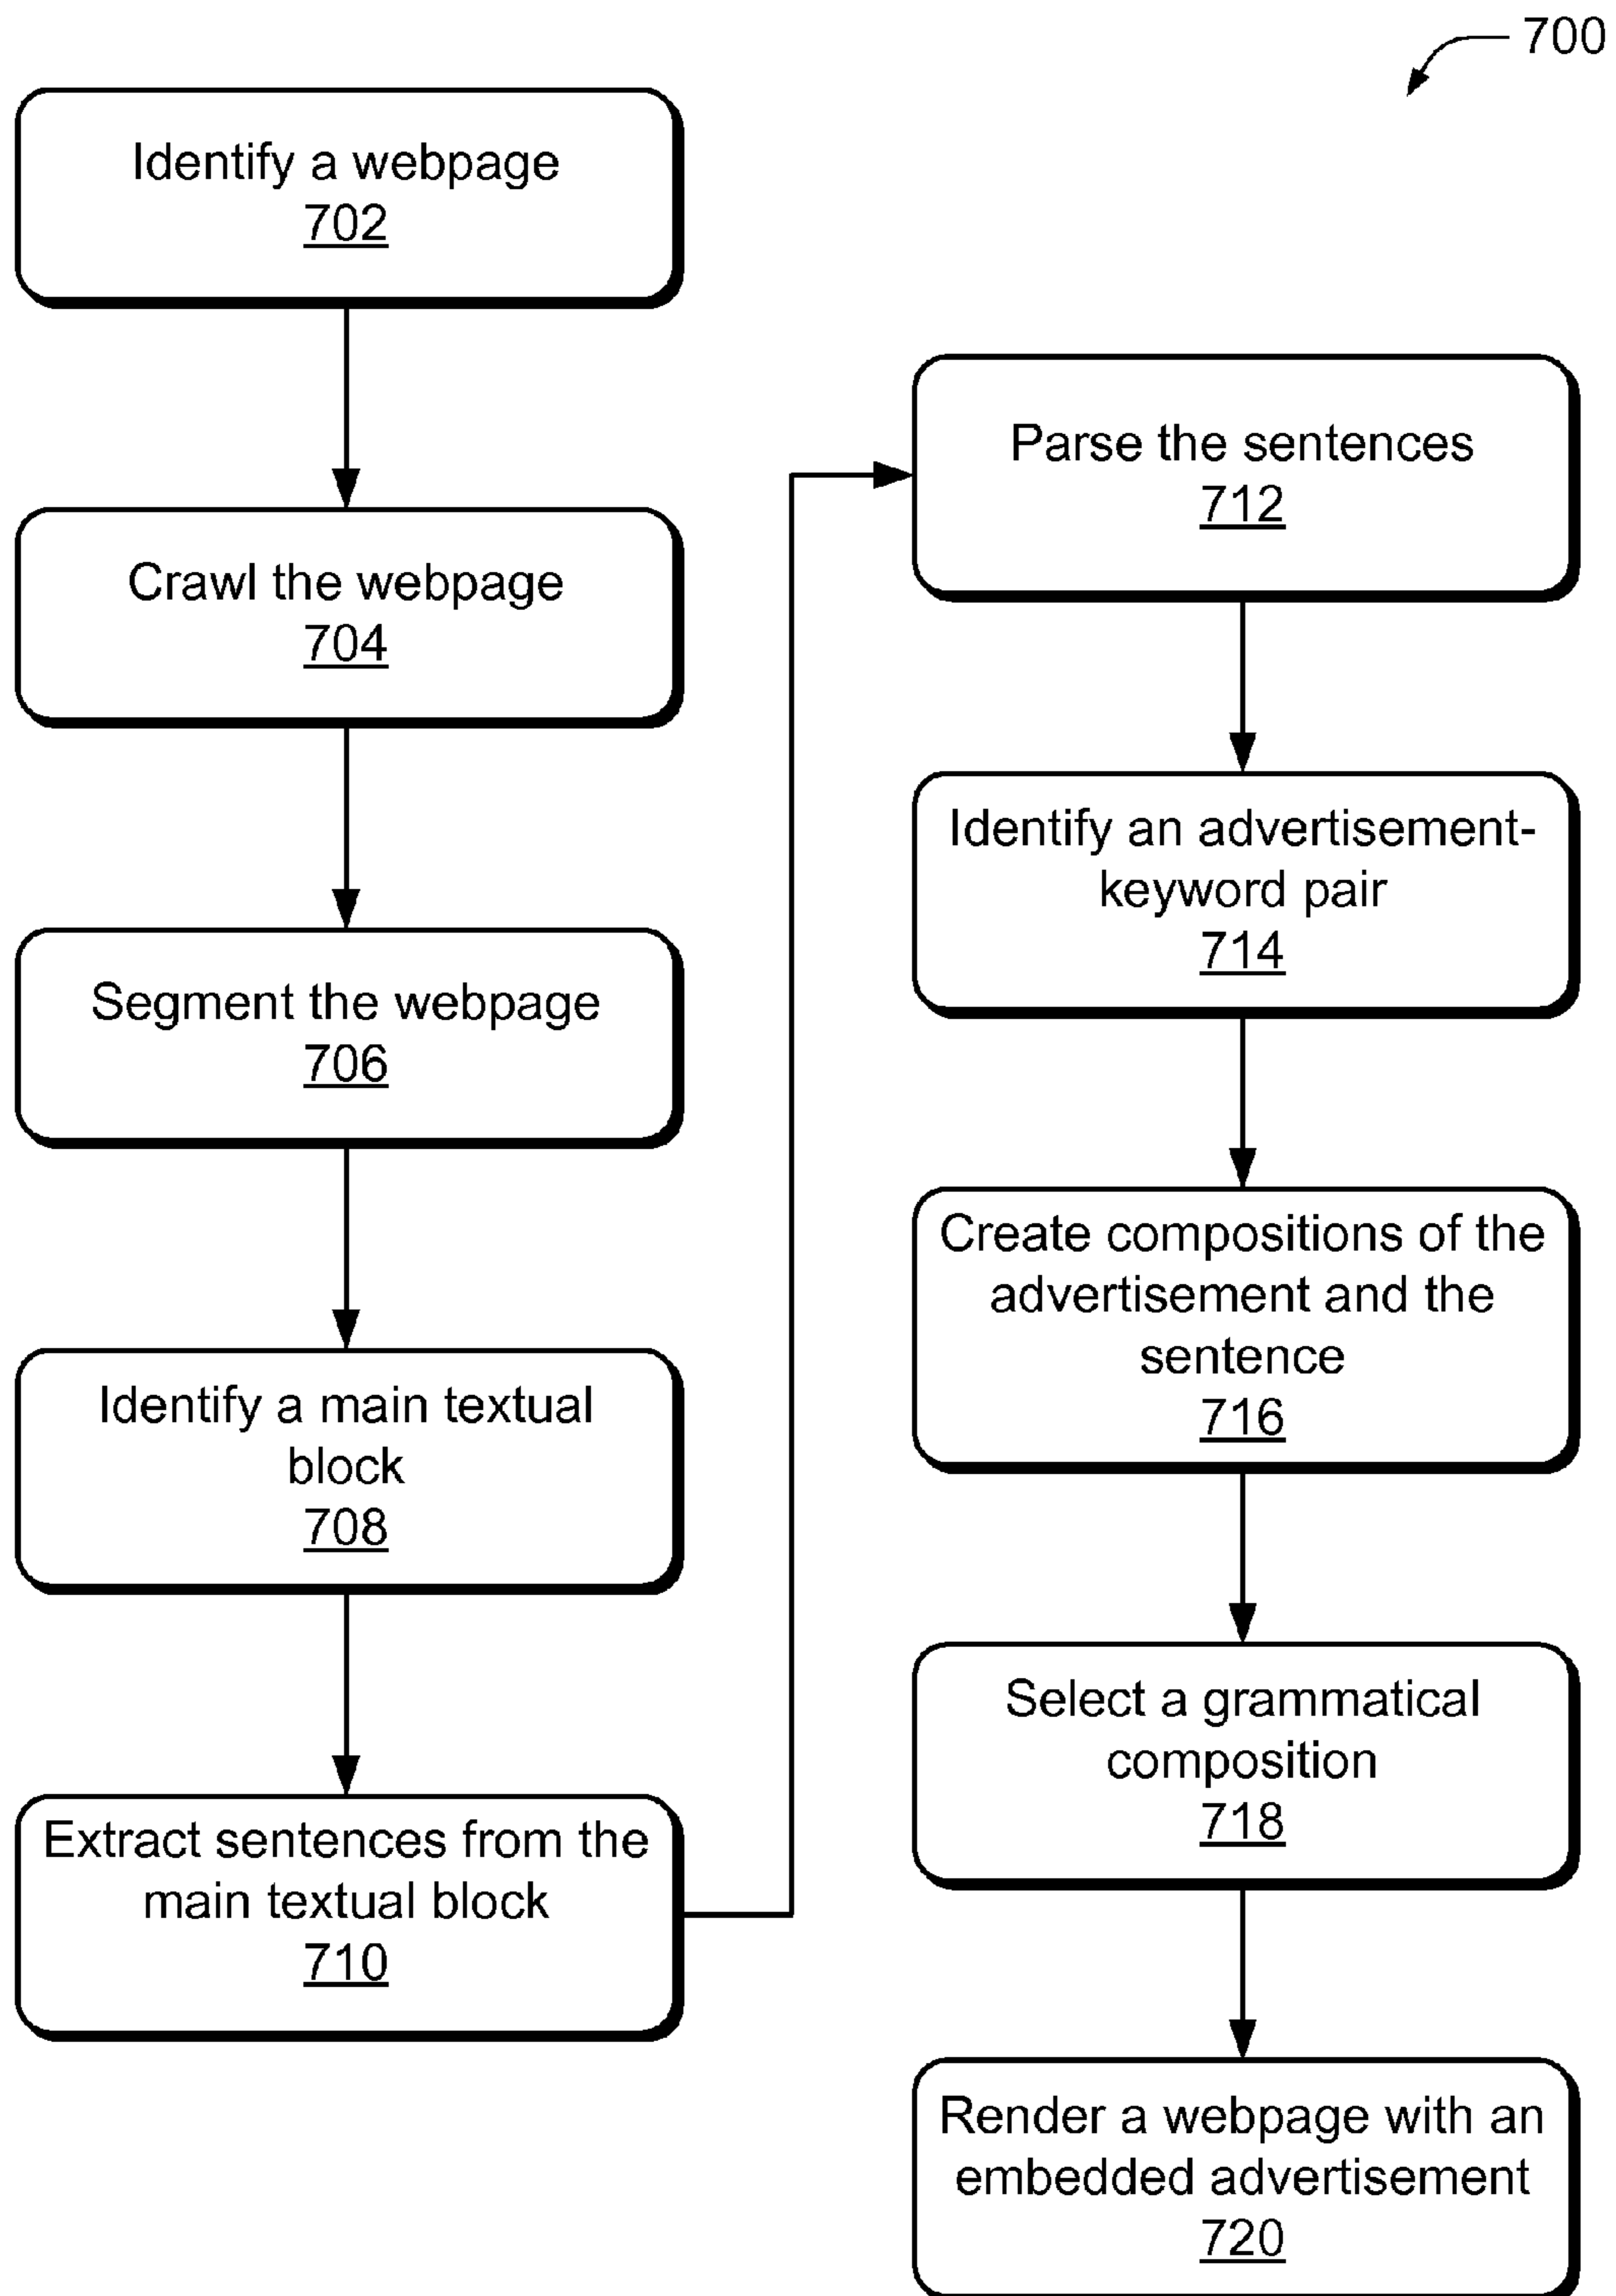 700
Identify a webpage
702
Crawl the webpage
704
Segment the webpage
706
Identify a main textual
block
708
Extract sentences from the
main textual block
710
Parse the sentences
712
Identify an advertisement-
keyword pair
714
Create compositions of the
advertisement and the
sentence
716
Select a grammatical
composition
718
Render a webpage with an
embedded advertisement
720